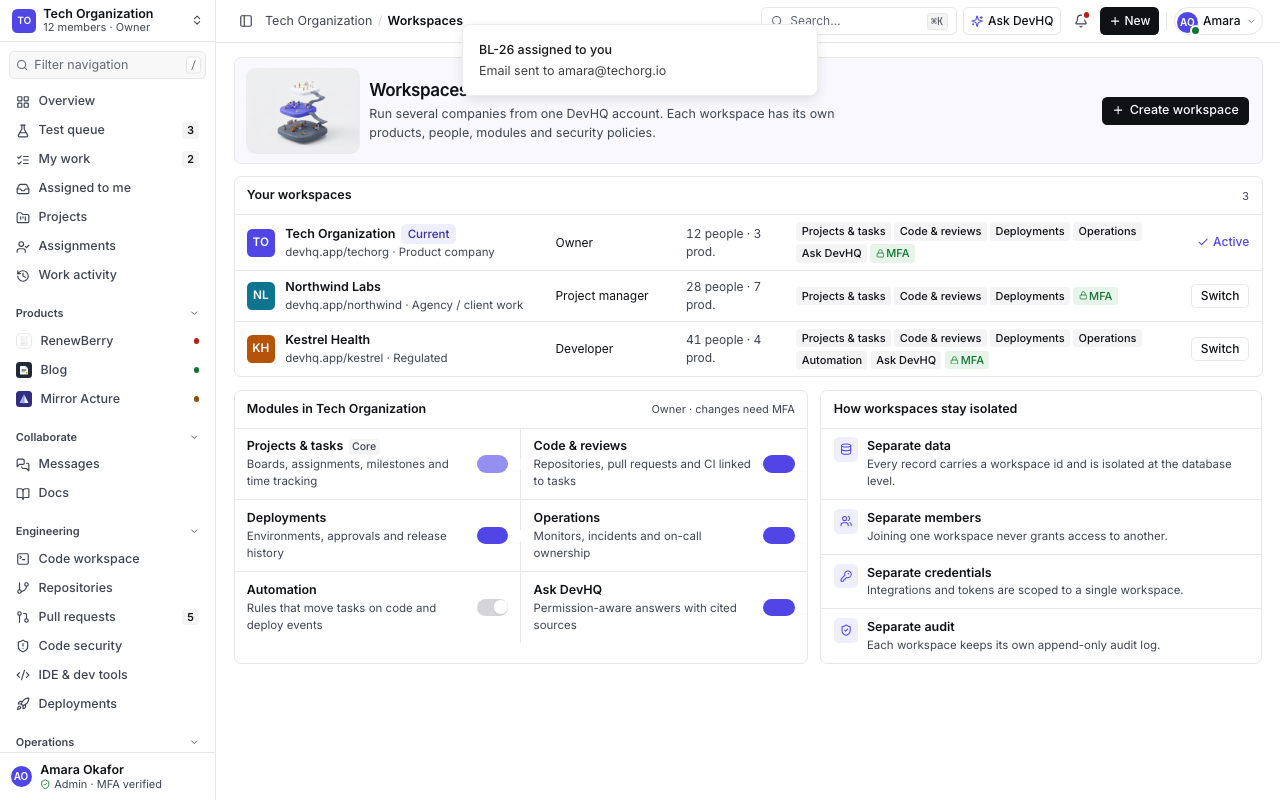 TO
Tech Organization
12 members · Owner
Filter navigation
/
Overview
Test queue
3
My work
2
Assigned to me
Projects
Assignments
Work activity
Products
RenewBerry
Blog
Mirror Acture
Collaborate
Messages
Docs
Engineering
Code workspace
Repositories
Pull requests
5
Code security
IDE & dev tools
Deployments
Operations
AO
Amara Okafor
Admin · MFA verified
Tech Organization / Workspaces
Search...
⌘K
Ask DevHQ
New
AO
Amara
BL-26 assigned to you
Email sent to amara@techorg.io
Workspaces
Run several companies from one DevHQ account. Each workspace has its own
products, people, modules and security policies.
Create workspace
Your workspaces
3
TO
Tech Organization
Current
devhq.app/techorg · Product company
Owner
12 people · 3
prod.
Projects & tasks
Code & reviews
Deployments
Operations
Ask DevHQ
MFA
Active
NL
Northwind Labs
devhq.app/northwind · Agency / client work
Project manager
28 people · 7
prod.
Projects & tasks
Code & reviews
Deployments
MFA
Switch
KH
Kestrel Health
devhq.app/kestrel · Regulated
Developer
41 people · 4
prod.
Projects & tasks
Code & reviews
Deployments
Operations
Automation
Ask DevHQ
MFA
Switch
Modules in Tech Organization
Owner · changes need MFA
Projects & tasks
Core
Boards, assignments, milestones and
time tracking
Code & reviews
Repositories, pull requests and CI linked
to tasks
Deployments
Environments, approvals and release
history
Operations
Monitors, incidents and on-call
ownership
Automation
Rules that move tasks on code and
deploy events
Ask DevHQ
Permission-aware answers with cited
sources
How workspaces stay isolated
Separate data
Every record carries a workspace id and is isolated at the database
level.
Separate members
Joining one workspace never grants access to another.
Separate credentials
Integrations and tokens are scoped to a single workspace.
Separate audit
Each workspace keeps its own append-only audit log.